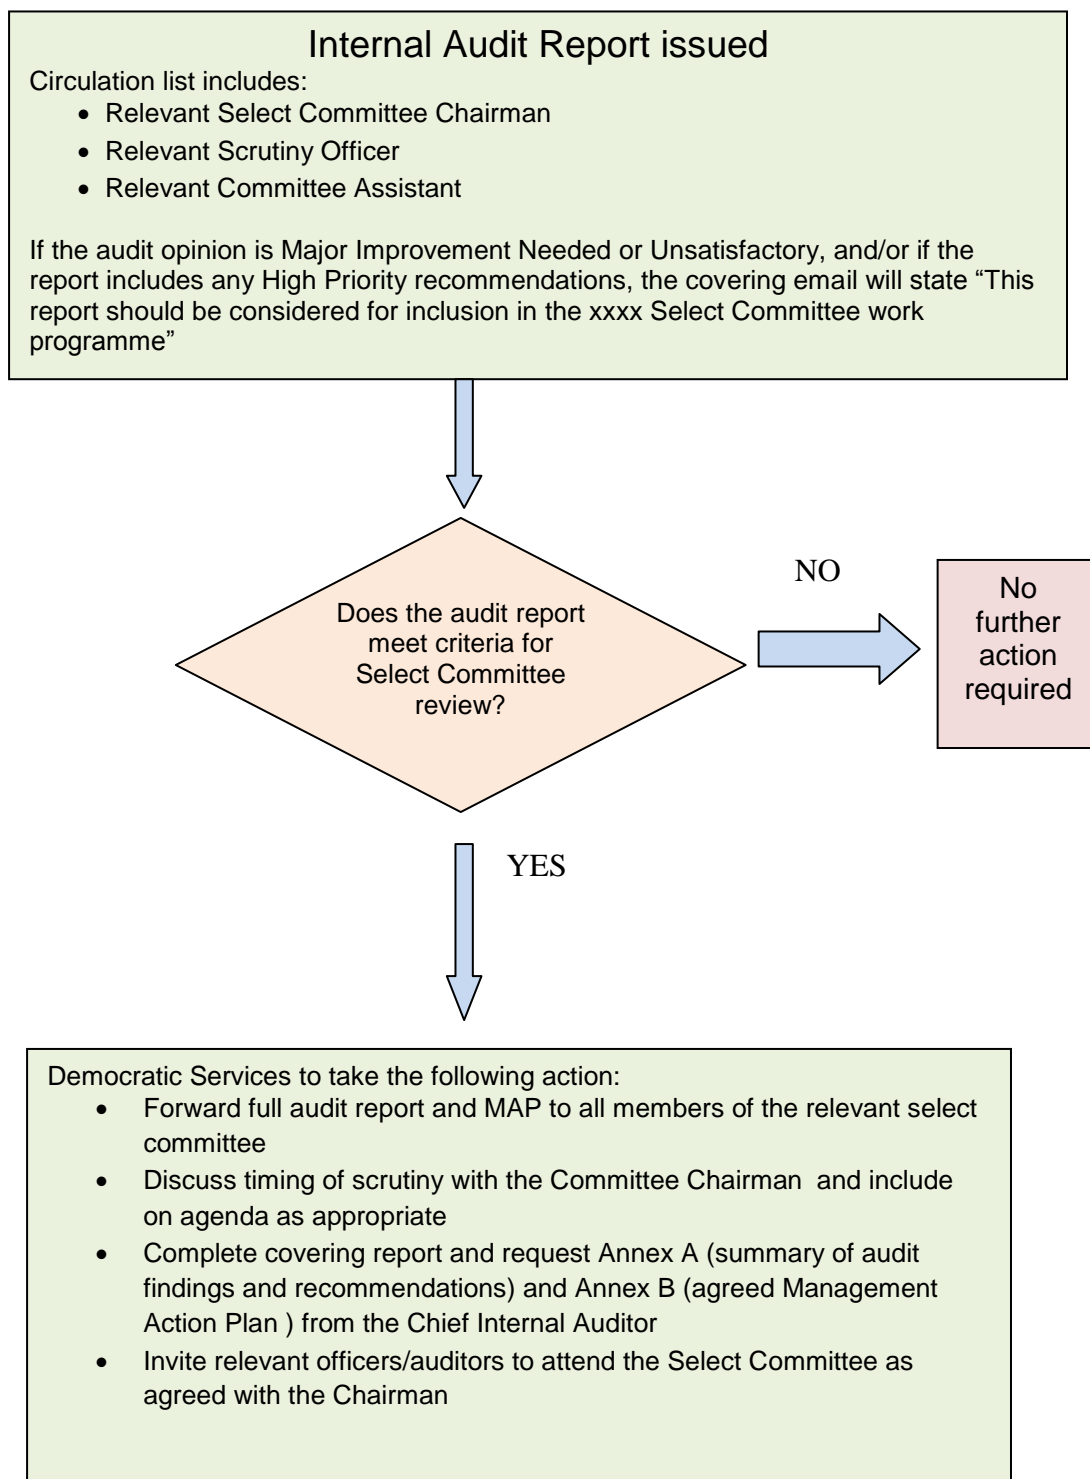 Internal Audit Report issued
Circulation list includes:
• Relevant Select Committee Chairman
• Relevant Scrutiny Officer
• Relevant Committee Assistant
If the audit opinion is Major Improvement Needed or Unsatisfactory, and/or if the
report includes any High Priority recommendations, the covering email will state “This
report should be considered for inclusion in the xxxx Select Committee work
programme”
Does the audit report
meet criteria for
Select Committee
review?
NO
No
further
action
required
YES
Democratic Services to take the following action:
• Forward full audit report and MAP to all members of the relevant select
committee
• Discuss timing of scrutiny with the Committee Chairman  and include
on agenda as appropriate
• Complete covering report and request Annex A (summary of audit
findings and recommendations) and Annex B (agreed Management
Action Plan ) from the Chief Internal Auditor
• Invite relevant officers/auditors to attend the Select Committee as
agreed with the Chairman